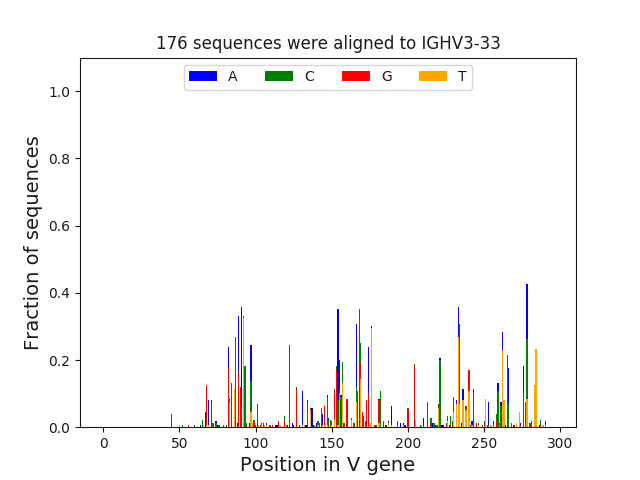 176 sequences were aligned to IGHV3-33
A C G T
1.0
0.8
0.6
0.4
0.2
0.0
0 50 100 150 200 250 300
Position in V gene
Fraction of sequences